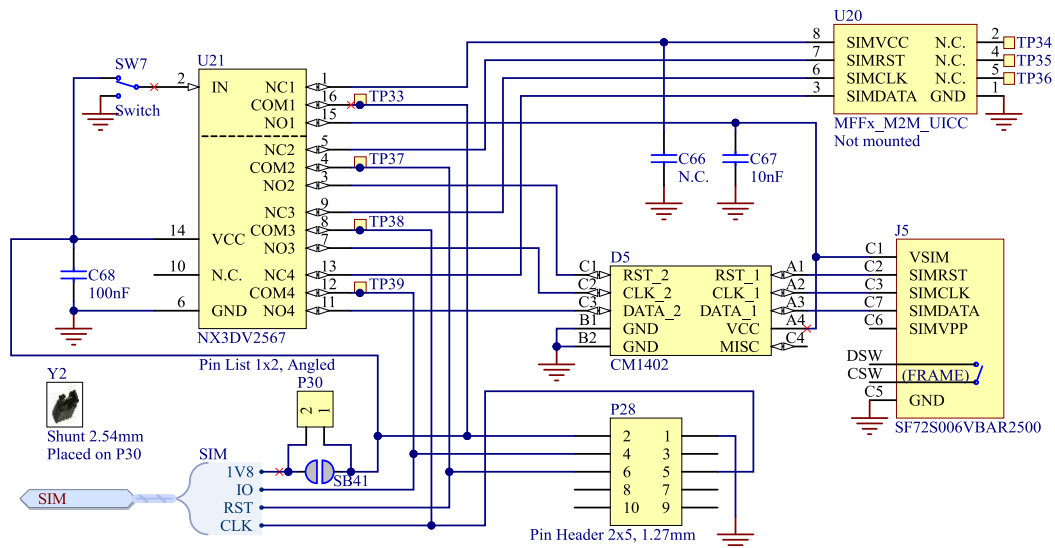 U20
8 SIMVCC N.C. 2 TP34
7 SIMRST N.C. 4 TP35
6 SIMCLK N.C. 5 TP36
3 SIMDATA GND 1
MFFx_M2M_UICC
Not mounted
SW7
Switch
U21
2 IN
14 VCC
10 N.C.
6 GND
NC1 1
COM1 16 TP33
NO1 15
NC2 5
COM2 4 TP37
NO2 3
NC3 9
COM3 8 TP38
NO3 7
NC4 13
COM4 12 TP39
NO4 11
NX3DV2567
C66
N.C.
C67
10nF
C68
100nF
D5
C1 RST_2 RST_1 A1
C2 CLK_2 CLK_1 A2
C3 DATA_2 DATA_1 A3
B1 GND VCC A4
B2 GND MISC C4
CM1402
J5
C1 VSIM
C2 SIMRST
C3 SIMCLK
C7 SIMDATA
C6 SIMVPP
DSW
CSW (FRAME)
C5 GND
SF72S006VBAR2500
Pin List 1x2, Angled
P30
2 1
Y2
Shunt 2.54mm
Placed on P30
SB41
SIM
SIM
1V8
IO
RST
CLK
P28
2 1
4 3
6 5
8 7
10 9
Pin Header 2x5, 1.27mm